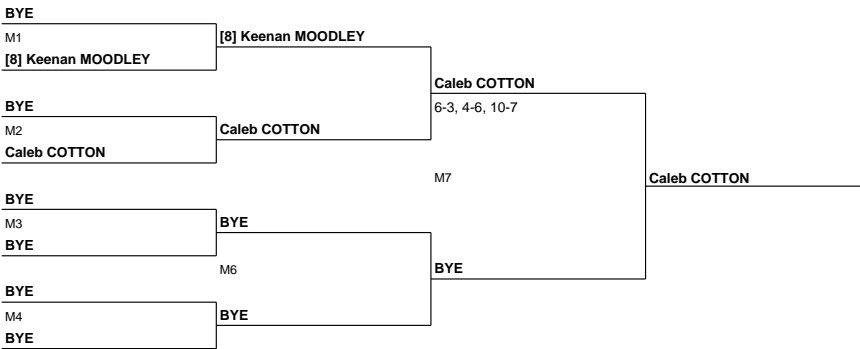 BYE
M1
[8] Keenan MOODLEY
[8] Keenan MOODLEY
BYE
M2
Caleb COTTON
Caleb COTTON
Caleb COTTON
6-3, 4-6, 10-7
M7
Caleb COTTON
BYE
M3
BYE
BYE
M6
BYE
BYE
M4
BYE
BYE